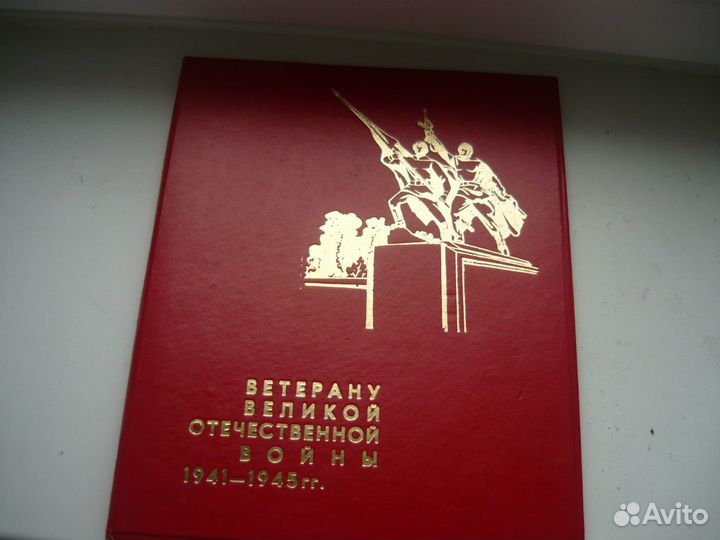 ВЕТЕРАНУ
ВЕЛИКОЙ
ОТЕЧЕСТВЕННОЙ
ВОЙНЫ
1941—1945гг.
Avito